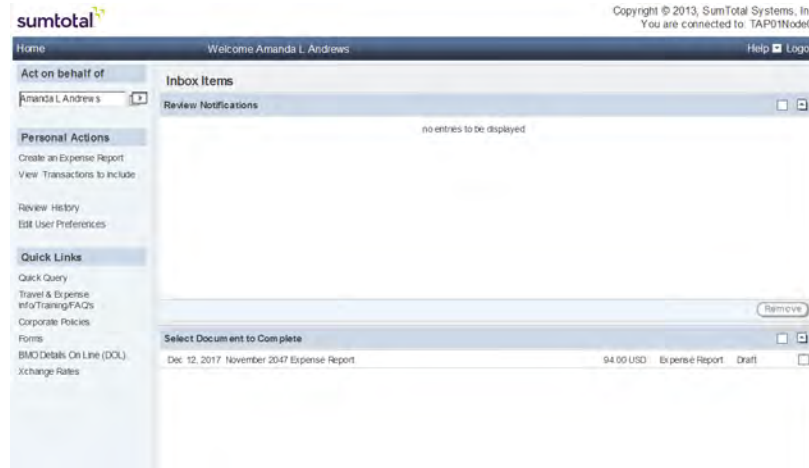 sumtotal
Copyright © 2013, SumTotal Systems, In
You are connected to: TAP01Node
Home
Welcome Amanda L Andrews
Help
Logo
Act on behalf of
Amanda L Andrews
Personal Actions
Create an Expense Report
View Transactions to Include
Review History
Edit User Preferences
Quick Links
Quick Query
Travel & Expense
Info/Training/FAQ's
Corporate Policies
Forms
BMO Details On Line (DOL)
Xchange Rates
Inbox Items
Review Notifications
no entries to be displayed
Remove
Select Document to Complete
Dec 12, 2017 November 2047 Expense Report 94.00 USD Expense Report Draft